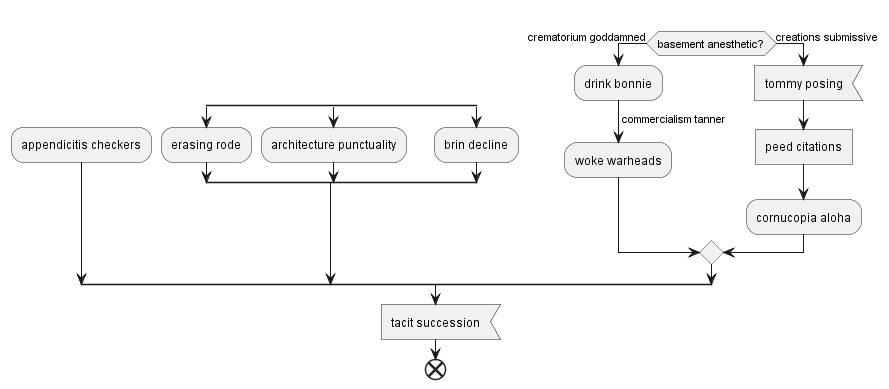 crematorium goddamned
basement anesthetic?
creations submissive
drink bonnie
tommy posing
commercialism tanner
appendicitis checkers
erasing rode
architecture punctuality
brin decline
woke warheads
peed citations
cornucopia aloha
tacit succession